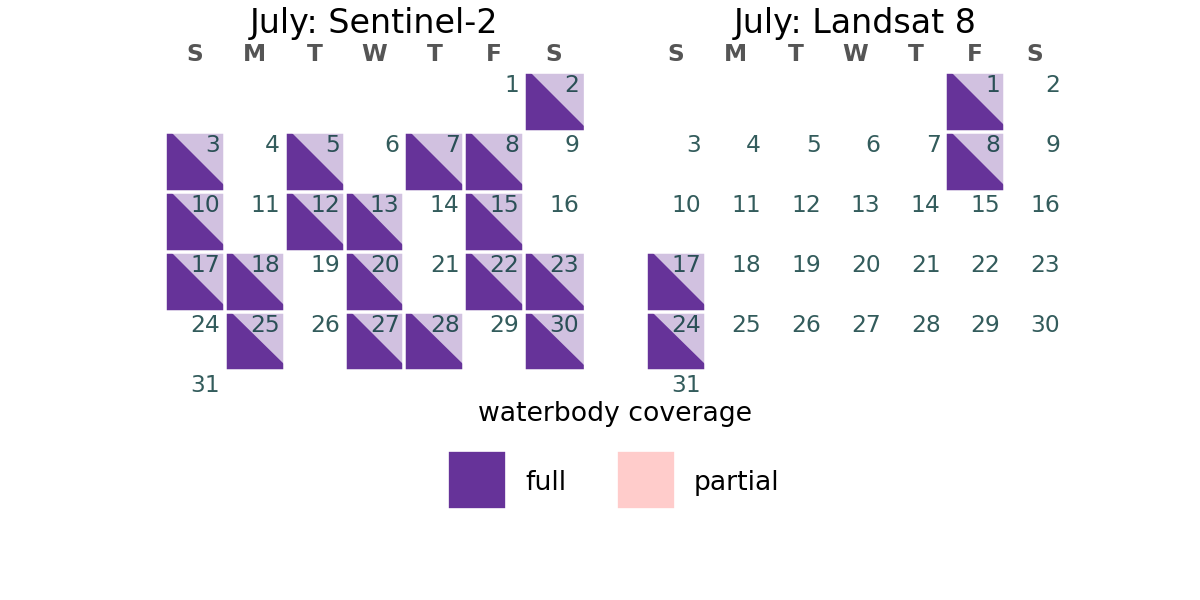 July: Sentinel-2
S M T W T F S
1 2
3 4 5 6 7 8 9
10 11 12 13 14 15 16
17 18 19 20 21 22 23
24 25 26 27 28 29 30
31
July: Landsat 8
S M T W T F S
1 2
3 4 5 6 7 8 9
10 11 12 13 14 15 16
17 18 19 20 21 22 23
24 25 26 27 28 29 30
31
waterbody coverage
full partial